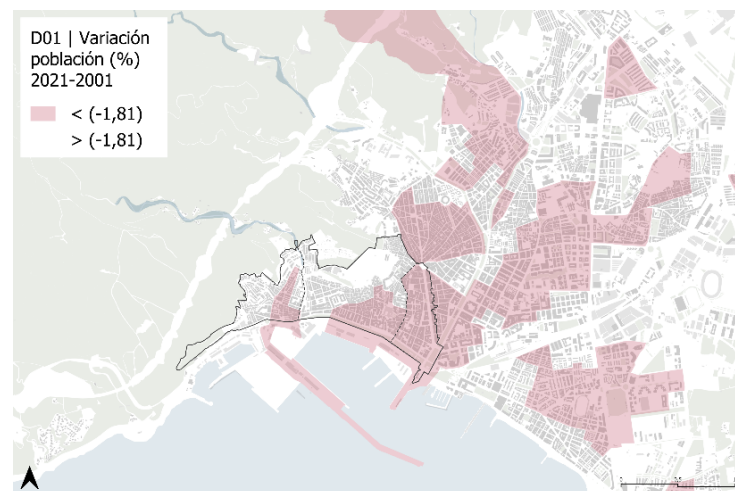 D01 | Variación
población (%)
2021-2001
< (-1,81)
> (-1,81)